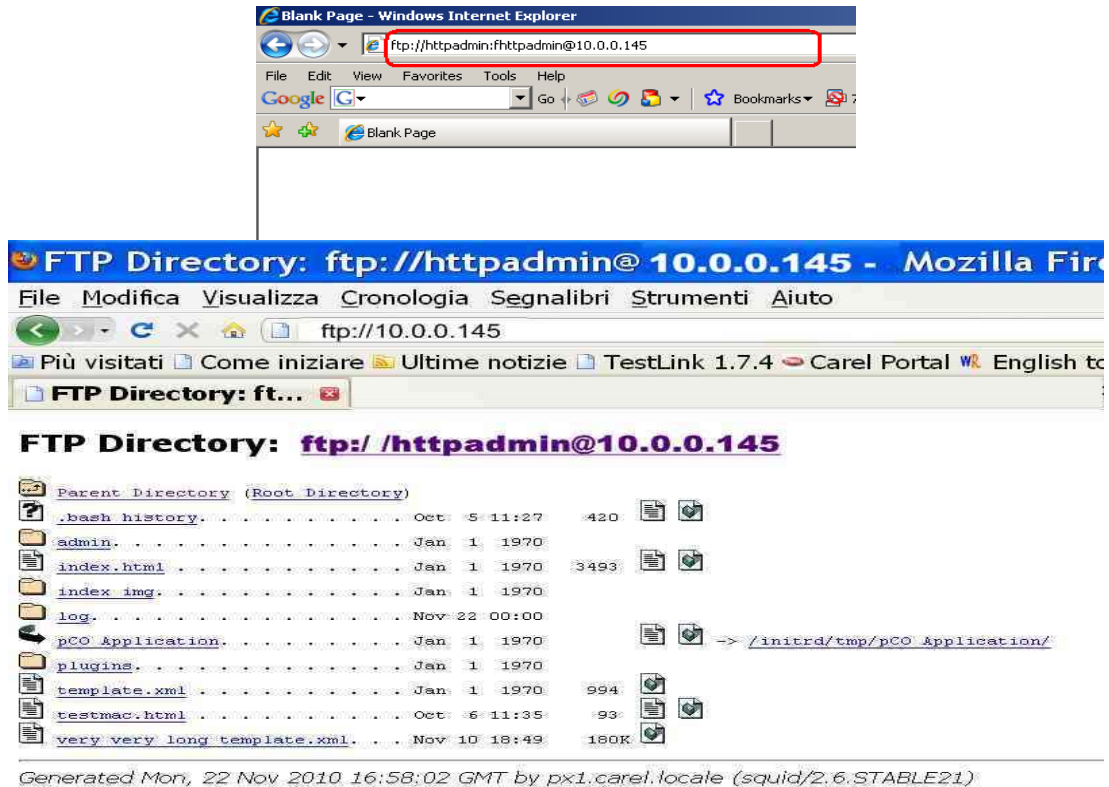 Blank Page - Windows Internet Explorer
ftp://httpadmin:fhttpadmin@10.0.0.145
File Edit View Favorites Tools Help
Google G Go Bookmarks 7
Blank Page
FTP Directory: ftp://httpadmin@ 10.0.0.145 - Mozilla Fire
File Modifica Visualizza Cronologia Segnalibri Strumenti Aiuto
ftp://10.0.0.145
Più visitati Come iniziare Ultime notizie TestLink 1.7.4 Carel Portal WR English to
FTP Directory: ft...
FTP Directory: ftp:/ /httpadmin@10.0.0.145
Parent Directory (Root Directory)
.bash history. . . . . . . . . . Oct 5 11:27 420
admin. . . . . . . . . . . . . . Jan 1 1970
index.html . . . . . . . . . . . Jan 1 1970 3493
index img. . . . . . . . . . . . Jan 1 1970
log. . . . . . . . . . . . . . . Nov 22 00:00
pCO Application. . . . . . . . . Jan 1 1970 -> /initrd/tmp/pCO Application/
plugins. . . . . . . . . . . . . Jan 1 1970
template.xml . . . . . . . . . . Jan 1 1970 994
testmac.html . . . . . . . . . . Oct 6 11:35 93
very very long template.xml. . . Nov 10 18:49 180K
Generated Mon, 22 Nov 2010 16:58:02 GMT by px1.carel.locale (squid/2.6.STABLE21)